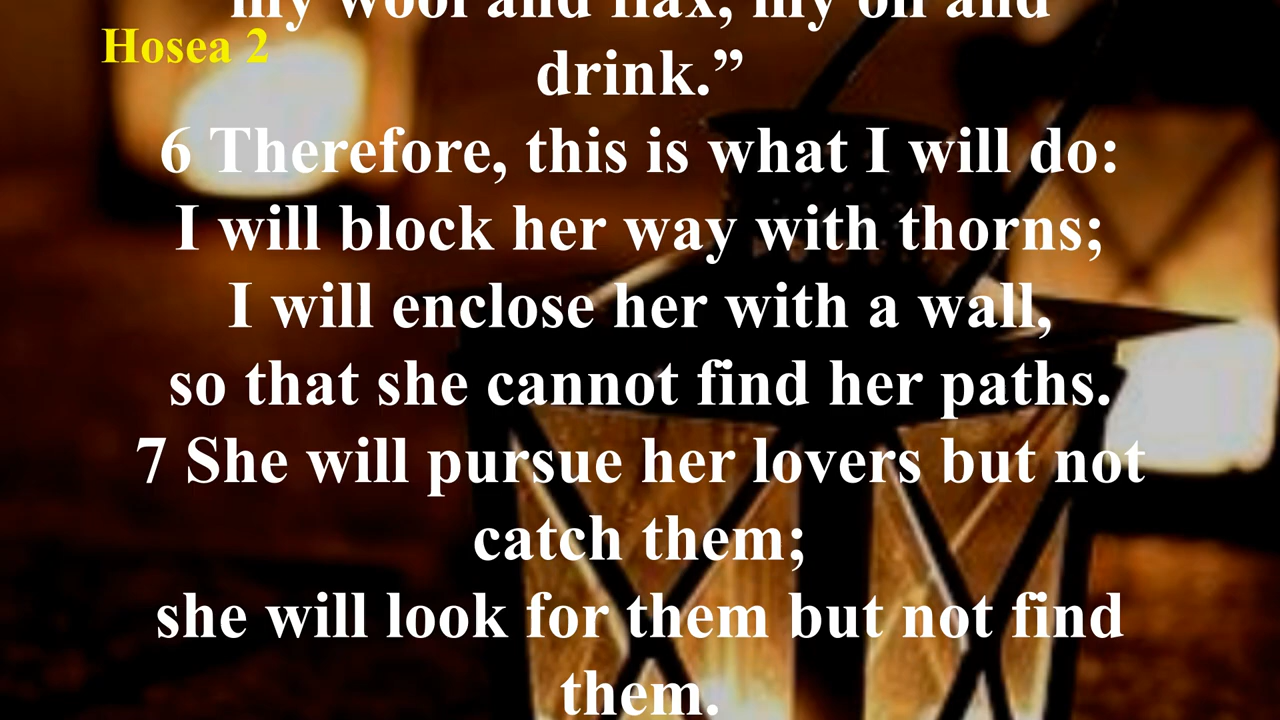 my wool and flax, my oil and
Hosea 2
drink.”
6 Therefore, this is what I will do:
I will block her way with thorns;
I will enclose her with a wall,
so that she cannot find her paths.
7 She will pursue her lovers but not
catch them;
she will look for them but not find
them.